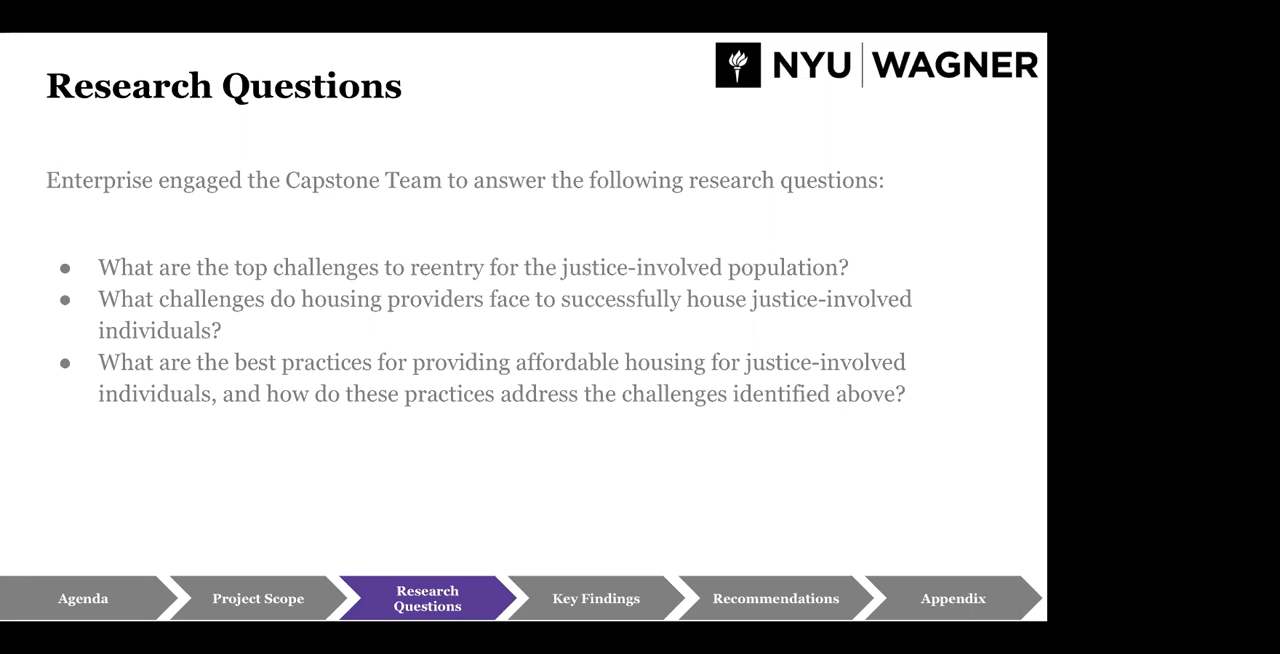 NYU WAGNER
Research Questions
Enterprise engaged the Capstone Team to answer the following research questions:
● What are the top challenges to reentry for the justice-involved population?
● What challenges do housing providers face to successfully house justice-involved
individuals?
● What are the best practices for providing affordable housing for justice-involved
individuals, and how do these practices address the challenges identified above?
Agenda
Project Scope
Research
Questions
Key Findings
Recommendations
Appendix